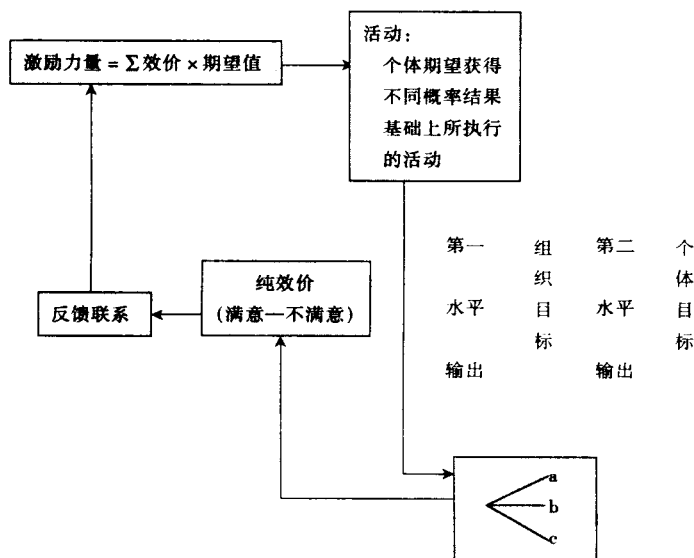 激励力量=Σ效价×期望值
活动：
个体期望获得
不同概率结果
基础上所执行
的活动
第一
水平
输出
组
织
目
标
第二
水平
输出
个
体
目
标
纯效价
（满意—不满意）
反馈联系
a
b
c